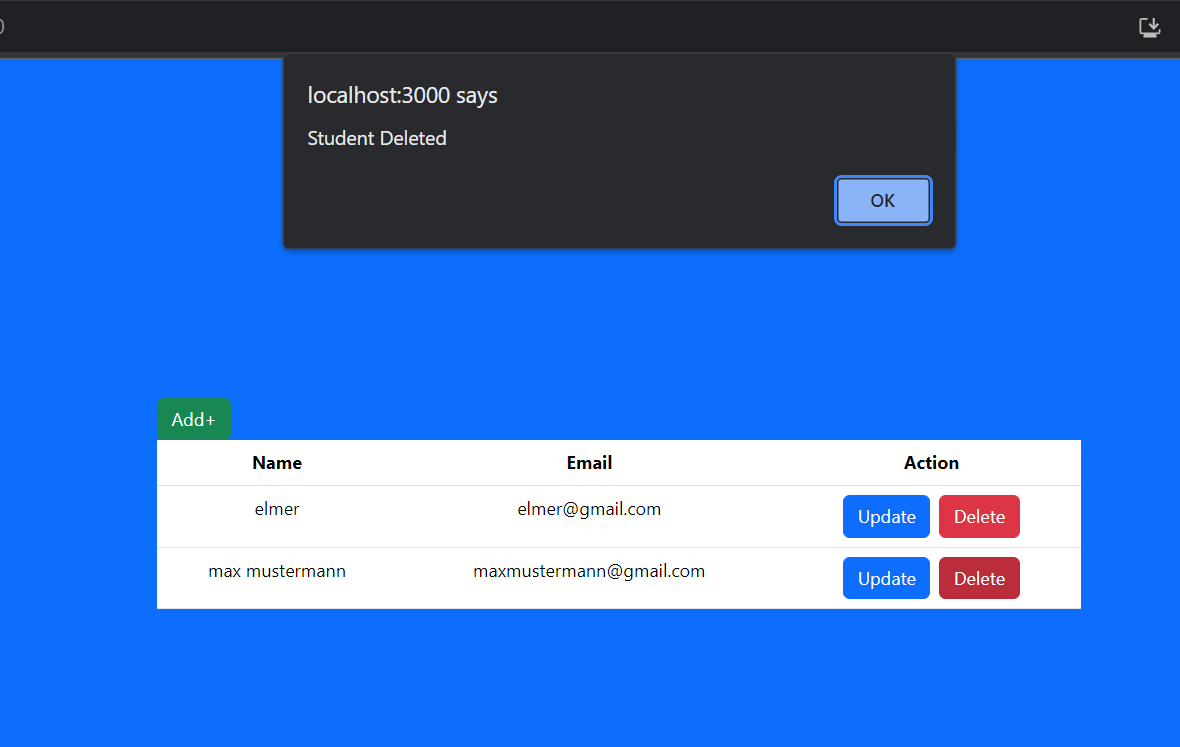 localhost:3000 says
Student Deleted
OK
Add+
Name Email Action
elmer elmer@gmail.com Update Delete
max mustermann maxmustermann@gmail.com Update Delete